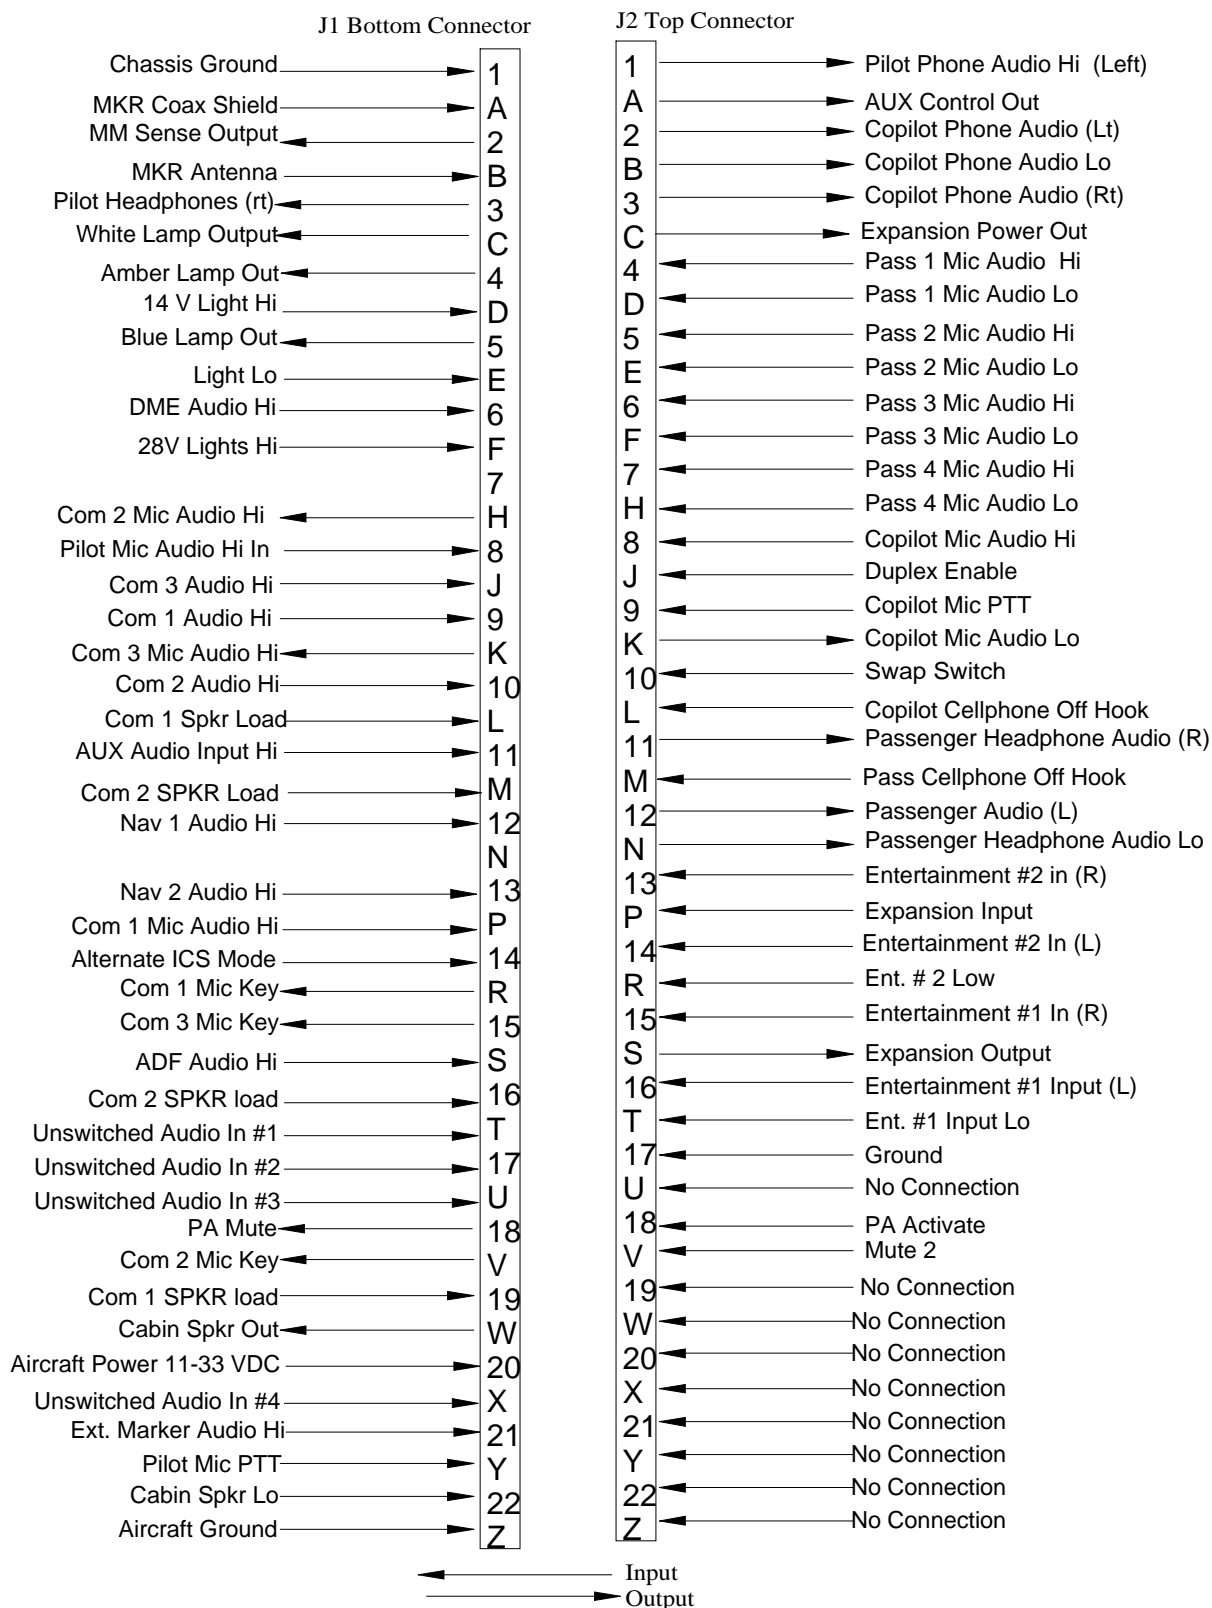 J1 Bottom Connector
Chassis Ground 1
MKR Coax Shield A
MM Sense Output 2
MKR Antenna B
Pilot Headphones (rt) 3
White Lamp Output C
Amber Lamp Out 4
14 V Light Hi D
Blue Lamp Out 5
Light Lo E
DME Audio Hi 6
28V Lights Hi F
7
Com 2 Mic Audio Hi H
Pilot Mic Audio Hi In 8
Com 3 Audio Hi J
Com 1 Audio Hi 9
Com 3 Mic Audio Hi K
Com 2 Audio Hi 10
Com 1 Spkr Load L
AUX Audio Input Hi 11
Com 2 SPKR Load M
Nav 1 Audio Hi 12
N
Nav 2 Audio Hi 13
Com 1 Mic Audio Hi P
Alternate ICS Mode 14
Com 1 Mic Key R
Com 3 Mic Key 15
ADF Audio Hi S
Com 2 SPKR load 16
Unswitched Audio In #1 T
Unswitched Audio In #2 17
Unswitched Audio In #3 U
PA Mute 18
Com 2 Mic Key V
Com 1 SPKR load 19
Cabin Spkr Out W
Aircraft Power 11-33 VDC 20
Unswitched Audio In #4 X
Ext. Marker Audio Hi 21
Pilot Mic PTT Y
Cabin Spkr Lo 22
Aircraft Ground Z
J2 Top Connector
1 Pilot Phone Audio Hi (Left)
A AUX Control Out
2 Copilot Phone Audio (Lt)
B Copilot Phone Audio Lo
3 Copilot Phone Audio (Rt)
C Expansion Power Out
4 Pass 1 Mic Audio Hi
D Pass 1 Mic Audio Lo
5 Pass 2 Mic Audio Hi
E Pass 2 Mic Audio Lo
6 Pass 3 Mic Audio Hi
F Pass 3 Mic Audio Lo
7 Pass 4 Mic Audio Hi
H Pass 4 Mic Audio Lo
8 Copilot Mic Audio Hi
J Duplex Enable
9 Copilot Mic PTT
K Copilot Mic Audio Lo
10 Swap Switch
L Copilot Cellphone Off Hook
11 Passenger Headphone Audio (R)
M Pass Cellphone Off Hook
12 Passenger Audio (L)
N Passenger Headphone Audio Lo
13 Entertainment #2 in (R)
P Expansion Input
14 Entertainment #2 In (L)
R Ent. # 2 Low
15 Entertainment #1 In (R)
S Expansion Output
16 Entertainment #1 Input (L)
T Ent. #1 Input Lo
17 Ground
U No Connection
18 PA Activate
V Mute 2
19 No Connection
W No Connection
20 No Connection
X No Connection
21 No Connection
Y No Connection
22 No Connection
Z No Connection
Input
Output